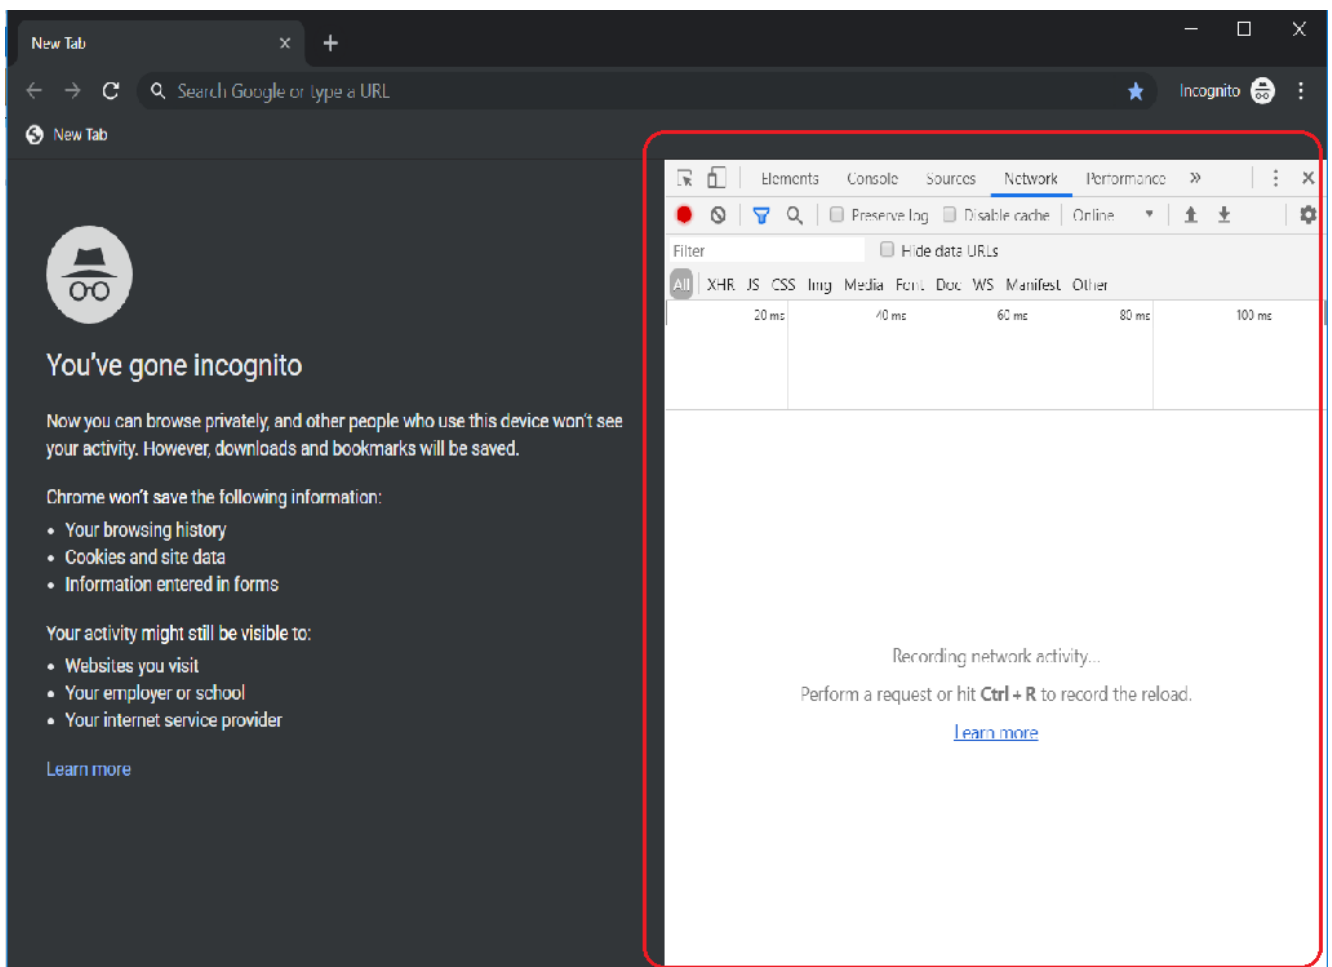 New Tab
Search Google or type a URL
Incognito
New Tab
Elements Console Sources Network Performance »
Preserve log Disable cache Online
Filter Hide data URLs
All XHR JS CSS Img Media Font Doc WS Manifest Other
20 ms 40 ms 60 ms 80 ms 100 ms
You've gone incognito
Now you can browse privately, and other people who use this device won't see
your activity. However, downloads and bookmarks will be saved.
Chrome won't save the following information:
• Your browsing history
• Cookies and site data
• Information entered in forms
Your activity might still be visible to:
• Websites you visit
• Your employer or school
• Your internet service provider
Learn more
Recording network activity...
Perform a request or hit Ctrl + R to record the reload.
Learn more